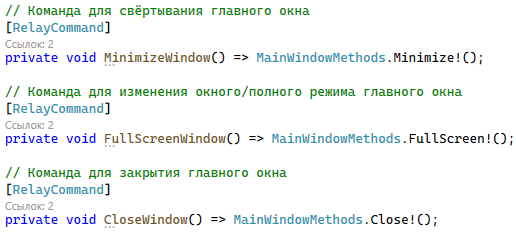 // Команда для свёртывания главного окна
[RelayCommand]
Ссылок: 2
private void MinimizeWindow() => MainWindowMethods.Minimize!();
// Команда для изменения окного/полного режима главного окна
[RelayCommand]
Ссылок: 2
private void FullScreenWindow() => MainWindowMethods.FullScreen!();
// Команда для закрытия главного окна
[RelayCommand]
Ссылок: 2
private void CloseWindow() => MainWindowMethods.Close!();